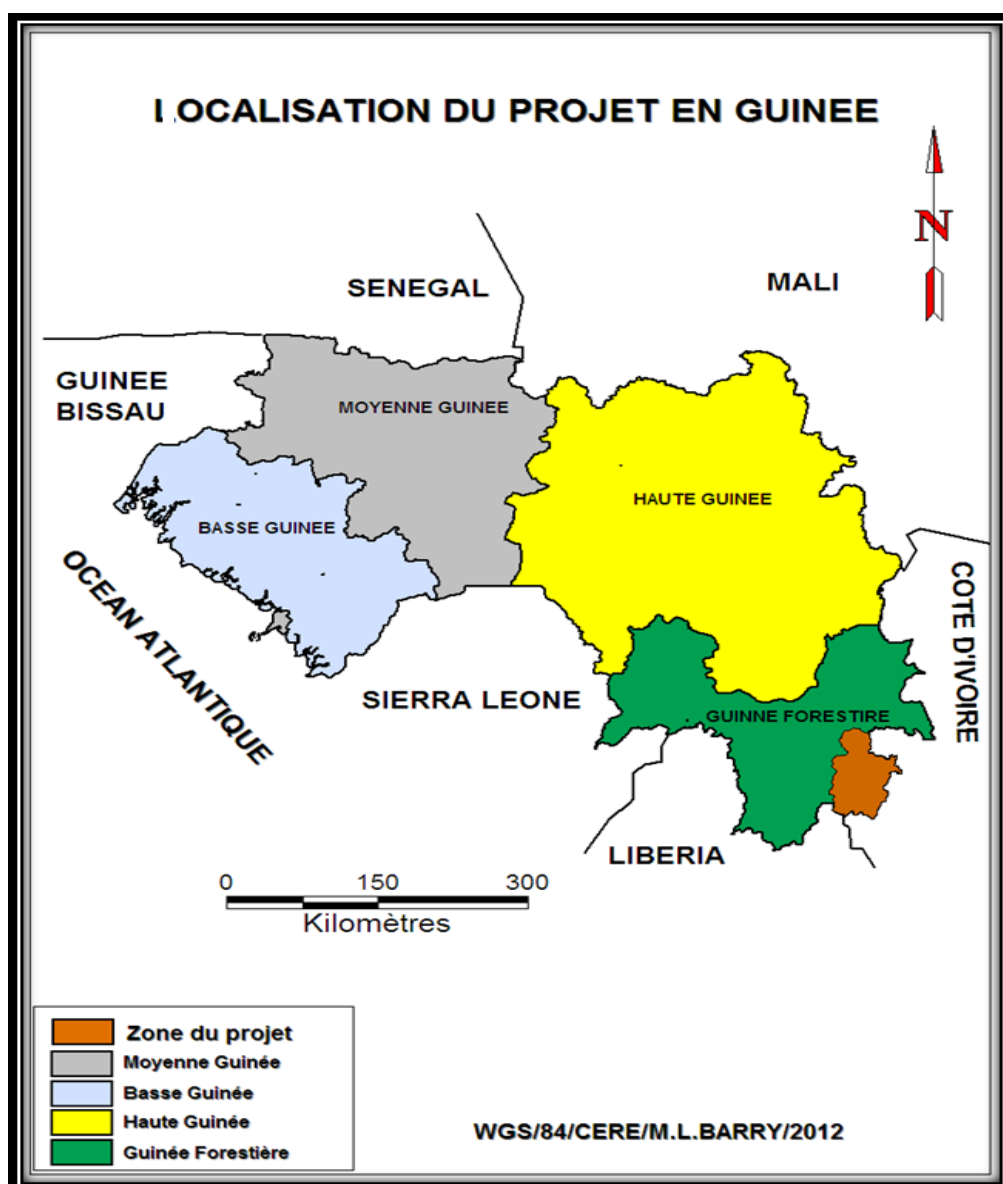 LOCALISATION DU PROJET EN GUINEE
N
SENEGAL
MALI
GUINEE
BISSAU
MOYENNE GUINEE
HAUTE GUINEE
BASSE GUINEE
OCEAN ATLANTIQUE
COTE D'IVOIRE
SIERRA LEONE
GUINNE FORESTIRE
LIBERIA
0 150 300
Kilomètres
Zone du projet
Moyenne Guinée
Basse Guinée
Haute Guinée
Guinée Forestière
WGS/84/CERE/M.L.BARRY/2012